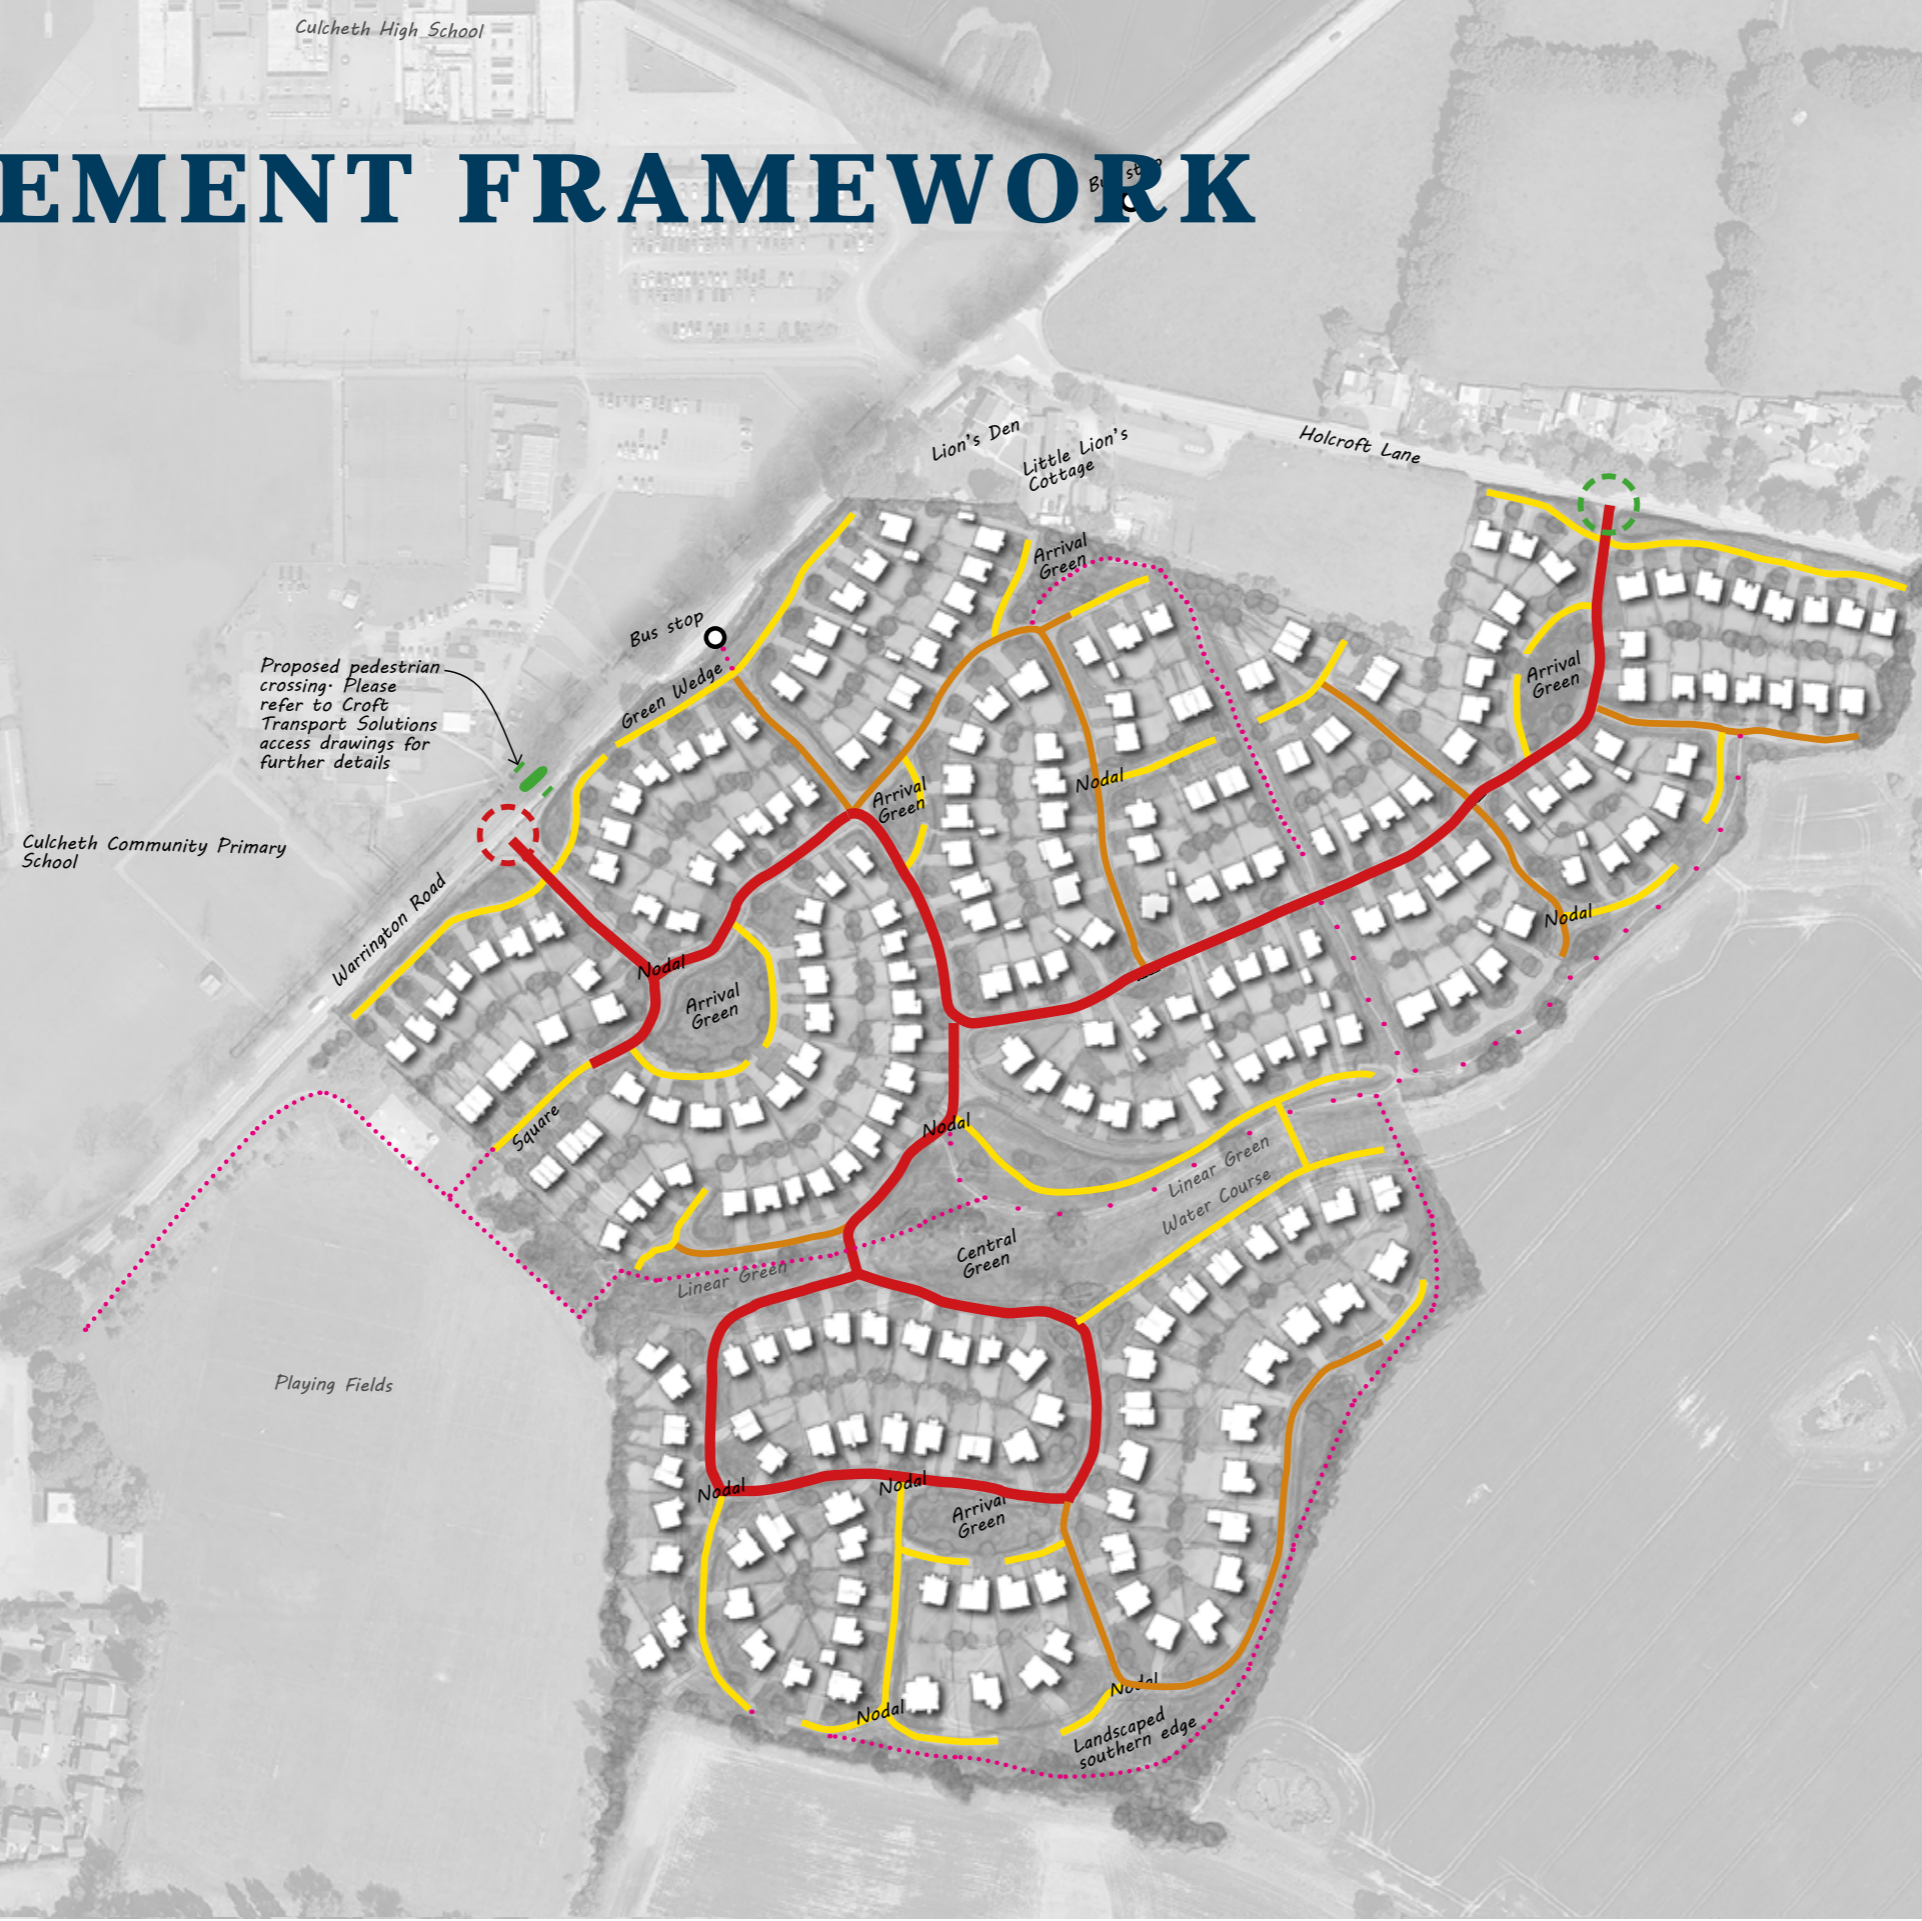 Culcheth High School
EMENT FRAMEWORK
Bus stop
Lion's Den
Little Lion's
Cottage
Holcroft Lane
Arrival
Green
Bus stop
Green Wedge
Proposed pedestrian
crossing. Please
refer to Croft
Transport Solutions
access drawings for
further details
Arrival
Green
Nodal
Arrival
Green
Culcheth Community Primary
School
Warrington Road
Nodal
Nodal
Arrival
Green
Square
Nodal
Linear Green
Water Course
Central
Green
Linear Green
Playing Fields
Nodal
Nodal
Arrival
Green
Nodal
Nodal
Landscaped
southern edge